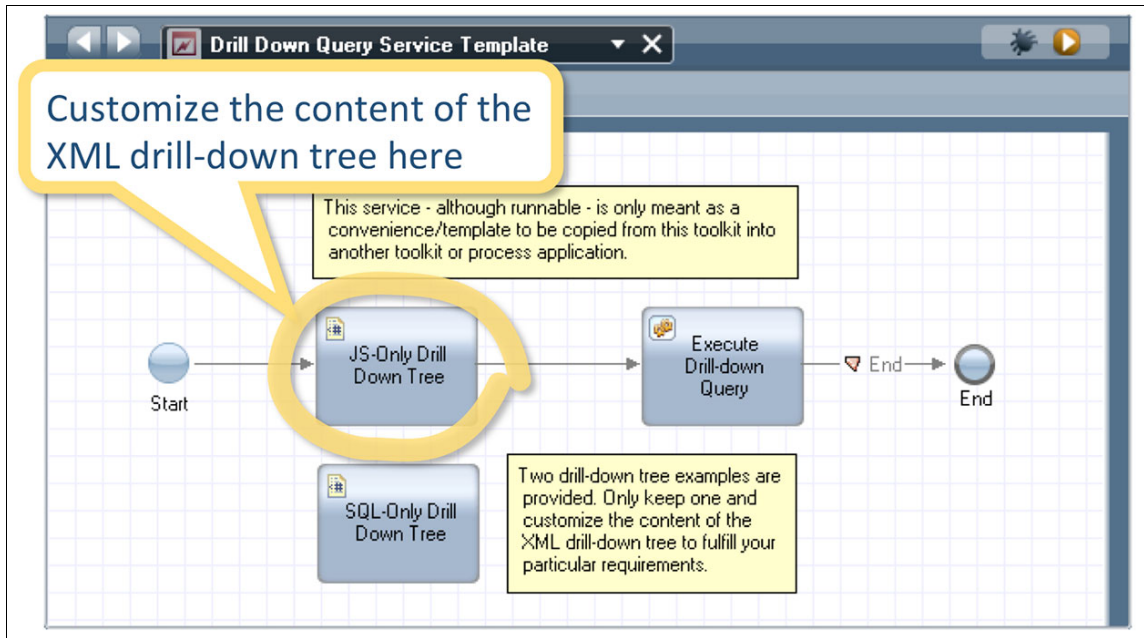 Drill Down Query Service Template
Customize the content of the
XML drill-down tree here
This service - although runnable - is only meant as a
convenience/template to be copied from this toolkit into
another toolkit or process application.
JS-Only Drill
Down Tree
Execute
Drill-down
Query
End
Start
End
SQL-Only Drill
Down Tree
Two drill-down tree examples are
provided. Only keep one and
customize the content of the
XML drill-down tree to fulfill your
particular requirements.